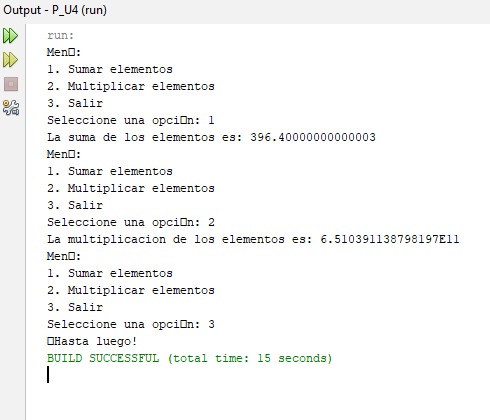 Output - P_U4 (run)
run:
Men□:
1. Sumar elementos
2. Multiplicar elementos
3. Salir
Seleccione una opci□n: 1
La suma de los elementos es: 396.40000000000003
Men□:
1. Sumar elementos
2. Multiplicar elementos
3. Salir
Seleccione una opci□n: 2
La multiplicacion de los elementos es: 6.510391138798197E11
Men□:
1. Sumar elementos
2. Multiplicar elementos
3. Salir
Seleccione una opci□n: 3
□Hasta luego!
BUILD SUCCESSFUL (total time: 15 seconds)